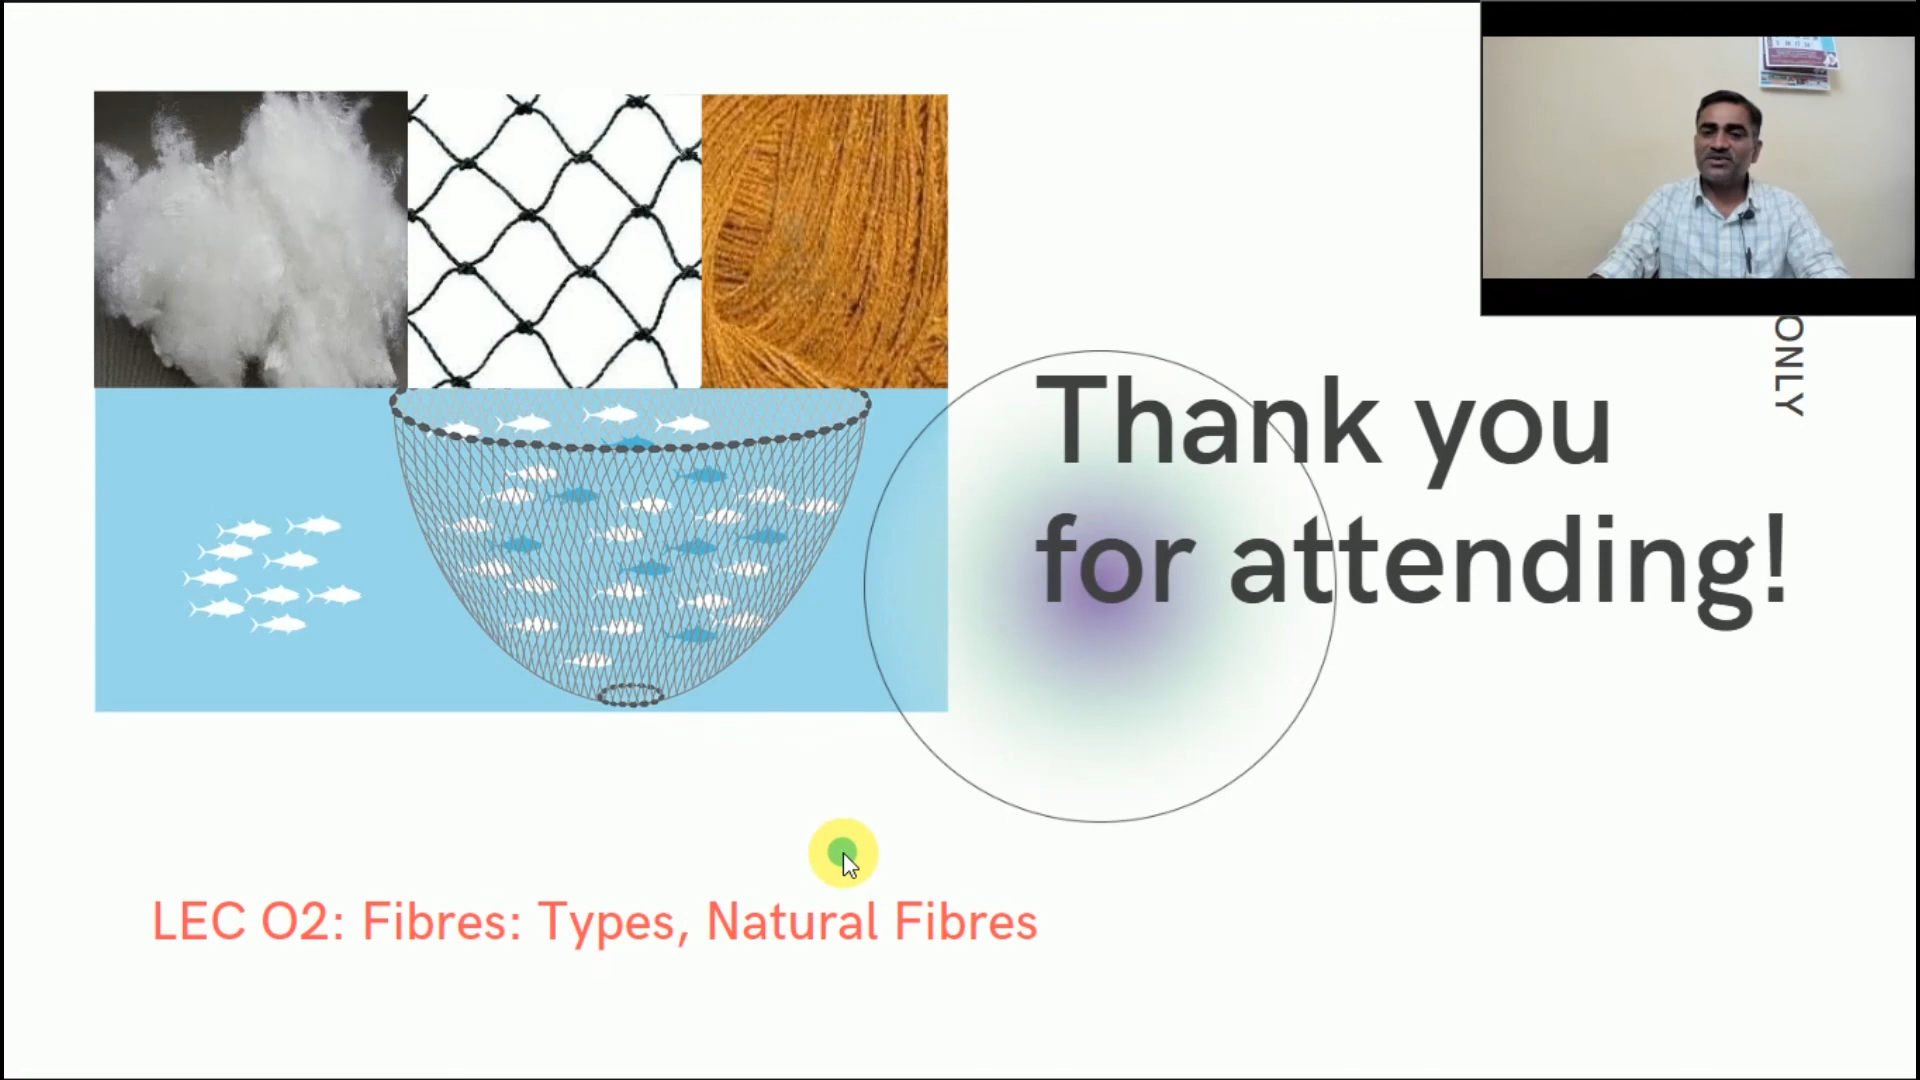 ONLY
Thank you
for attending!
LEC 02: Fibres: Types, Natural Fibres